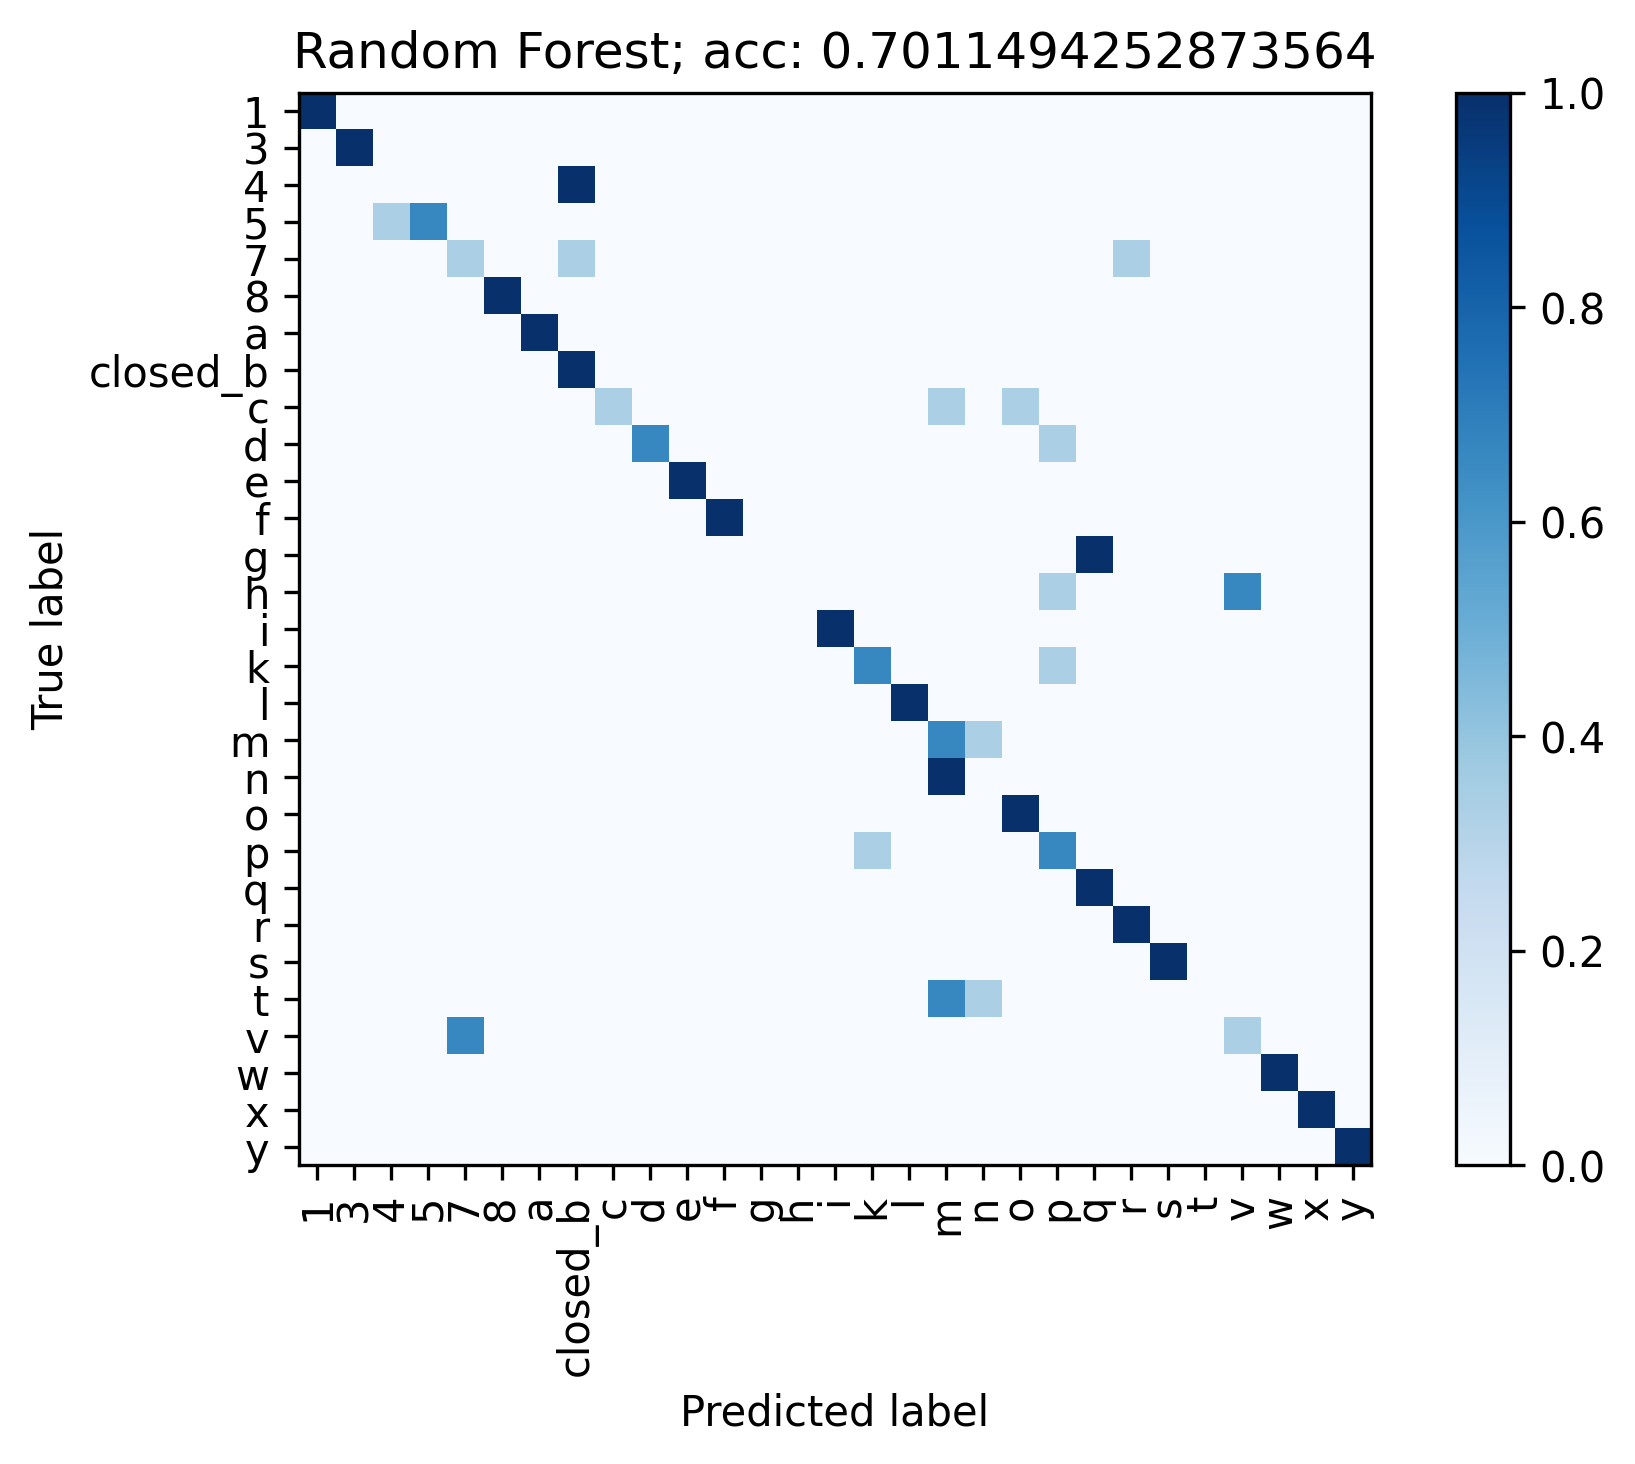 Random Forest; acc: 0.7011494252873564
True label
1
3
4
5
7
8
a
closed_b
c
d
e
f
g
h
i
k
l
m
n
o
p
q
r
s
t
v
w
x
y
1 3 4 5 7 8 a closed_b c d e f g h i k l m n o p q r s t v w x y
Predicted label
1.0
0.8
0.6
0.4
0.2
0.0